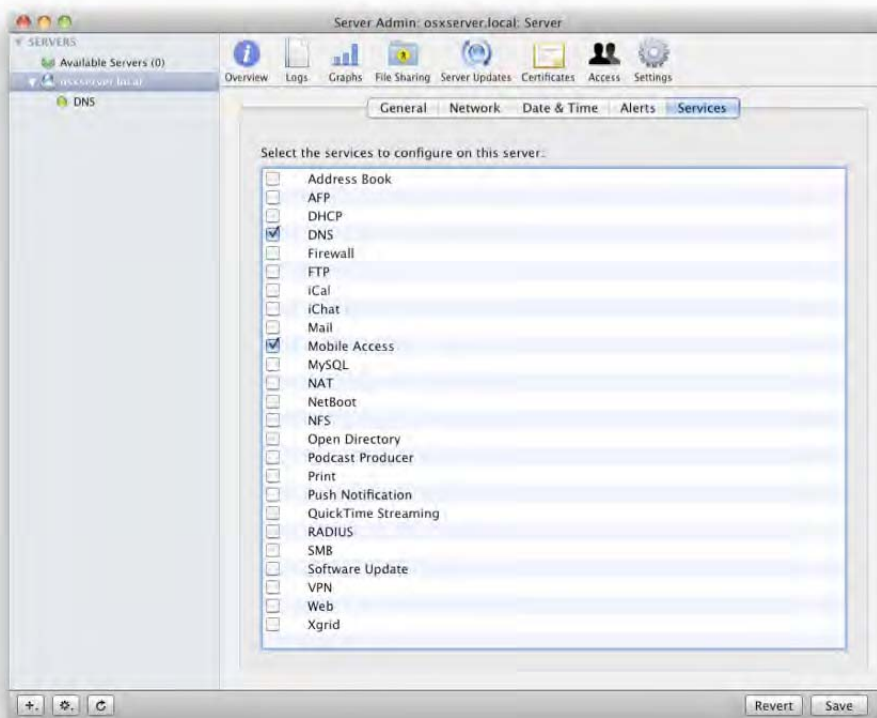 Server Admin: osxserver.local: Server
SERVERS
Available Servers (0)
osxserver.local
DNS
Overview Logs Graphs File Sharing Server Updates Certificates Access Settings
General Network Date & Time Alerts Services
Select the services to configure on this server:
Address Book
AFP
DHCP
DNS
Firewall
FTP
iCal
iChat
Mail
Mobile Access
MySQL
NAT
NetBoot
NFS
Open Directory
Podcast Producer
Print
Push Notification
QuickTime Streaming
RADIUS
SMB
Software Update
VPN
Web
Xgrid
Revert Save